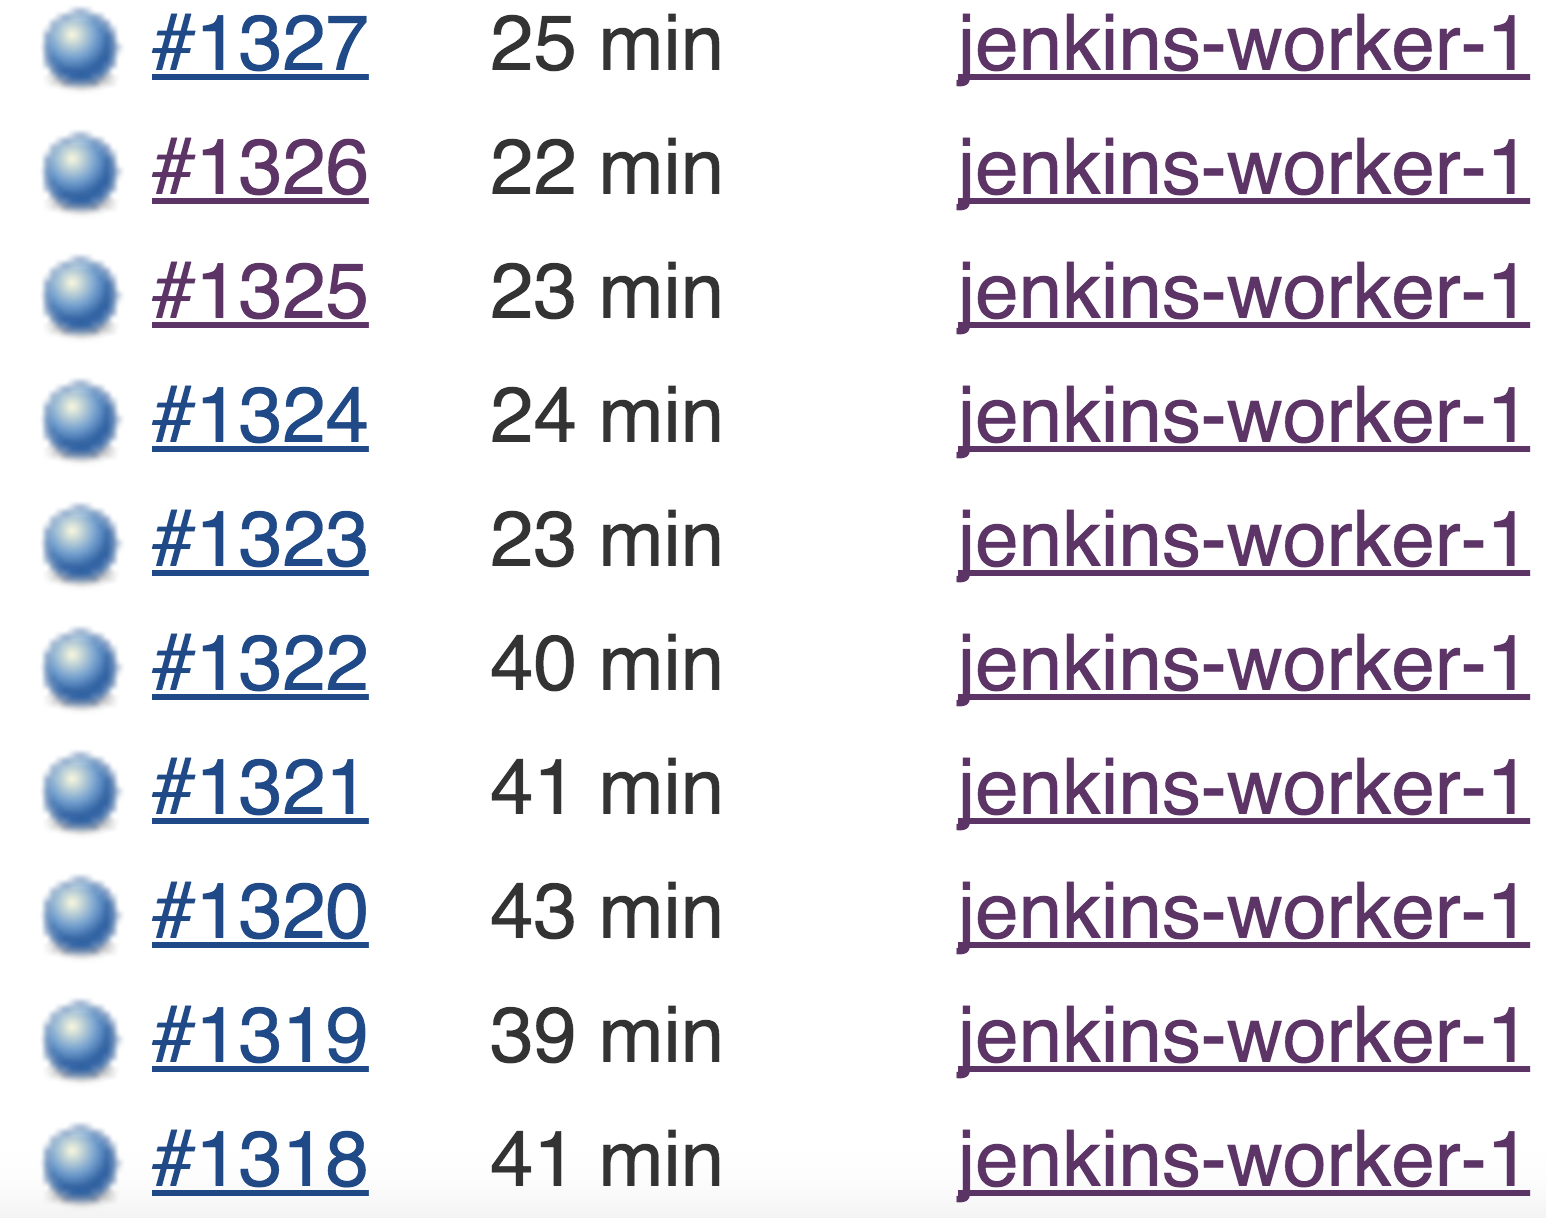 #1327 25 min jenkins-worker-1
#1326 22 min jenkins-worker-1
#1325 23 min jenkins-worker-1
#1324 24 min jenkins-worker-1
#1323 23 min jenkins-worker-1
#1322 40 min jenkins-worker-1
#1321 41 min jenkins-worker-1
#1320 43 min jenkins-worker-1
#1319 39 min jenkins-worker-1
#1318 41 min jenkins-worker-1